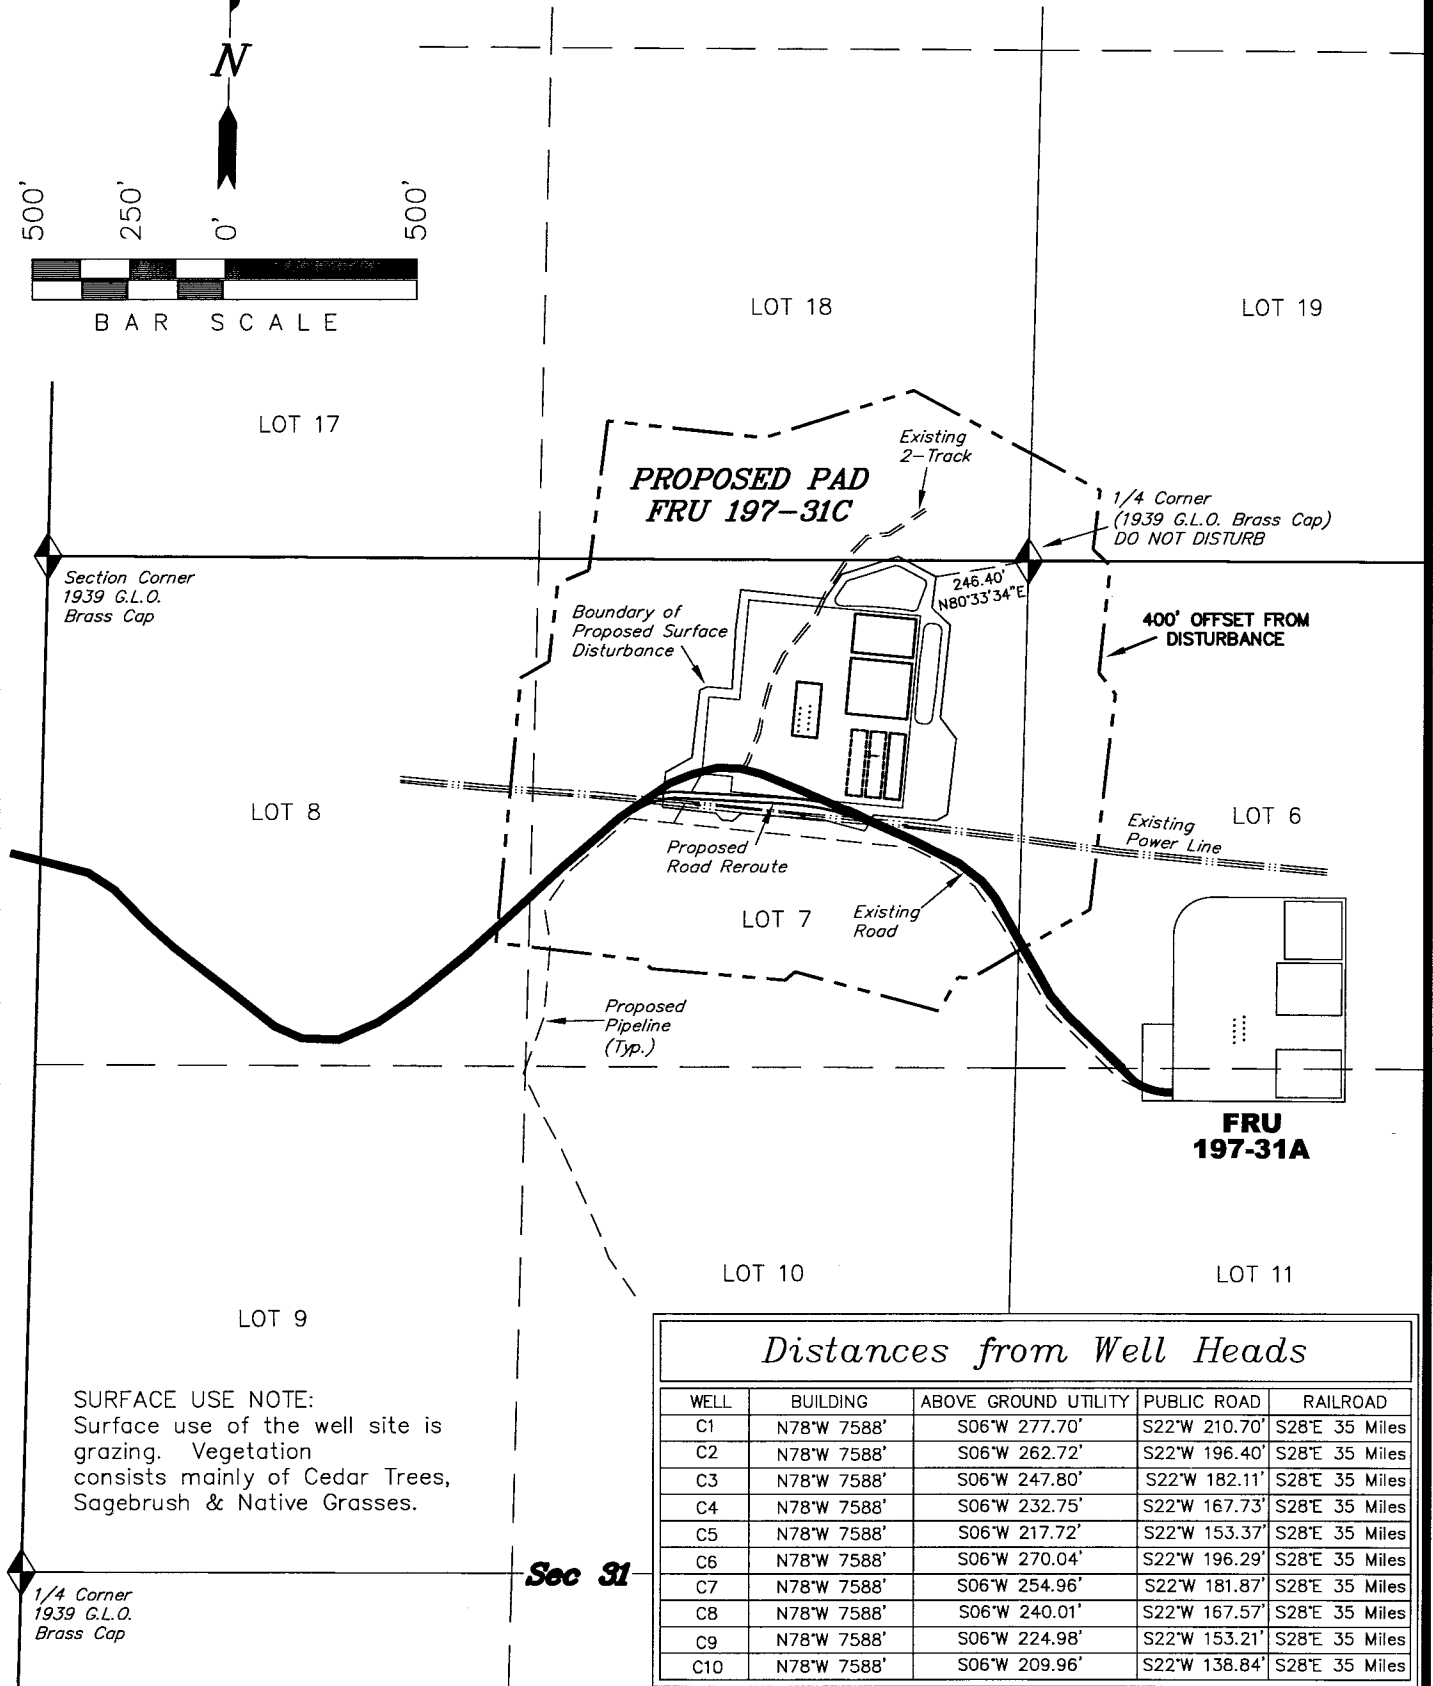 N
500' 250' 0' 500'
BAR SCALE
LOT 18
LOT 19
LOT 17
Existing
2-Track
PROPOSED PAD
FRU 197-31C
1/4 Corner
(1939 G.L.O. Brass Cap)
DO NOT DISTURB
Section Corner
1939 G.L.O.
Brass Cap
246.40'
N80°33'34"E
Boundary of
Proposed Surface
Disturbance
400' OFFSET FROM
DISTURBANCE
LOT 8
LOT 6
Existing
Power Line
Proposed
Road Reroute
LOT 7
Existing
Road
Proposed
Pipeline
(Typ.)
FRU
197-31A
LOT 10
LOT 11
LOT 9
SURFACE USE NOTE:
Surface use of the well site is
grazing. Vegetation
consists mainly of Cedar Trees,
Sagebrush & Native Grasses.
Sec 31
1/4 Corner
1939 G.L.O.
Brass Cap
Distances from Well Heads
WELL BUILDING ABOVE GROUND UTILITY PUBLIC ROAD RAILROAD
C1 N78°W 7588' S06°W 277.70' S22°W 210.70' S28°E 35 Miles
C2 N78°W 7588' S06°W 262.72' S22°W 196.40' S28°E 35 Miles
C3 N78°W 7588' S06°W 247.80' S22°W 182.11' S28°E 35 Miles
C4 N78°W 7588' S06°W 232.75' S22°W 167.73' S28°E 35 Miles
C5 N78°W 7588' S06°W 217.72' S22°W 153.37' S28°E 35 Miles
C6 N78°W 7588' S06°W 270.04' S22°W 196.29' S28°E 35 Miles
C7 N78°W 7588' S06°W 254.96' S22°W 181.87' S28°E 35 Miles
C8 N78°W 7588' S06°W 240.01' S22°W 167.57' S28°E 35 Miles
C9 N78°W 7588' S06°W 224.98' S22°W 153.21' S28°E 35 Miles
C10 N78°W 7588' S06°W 209.96' S22°W 138.84' S28°E 35 Miles